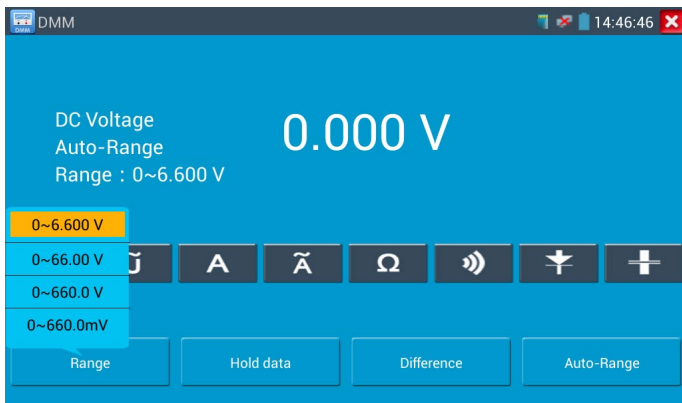 DMM
DMM
14:46:46
DC Voltage
0.000 V
Auto-Range
Range : 0~6.600 V
0~6.600 V
0~66.00 V
Ũ
A
Ã
Ω
0~660.0 V
0~660.0mV
Range
Hold data
Difference
Auto-Range